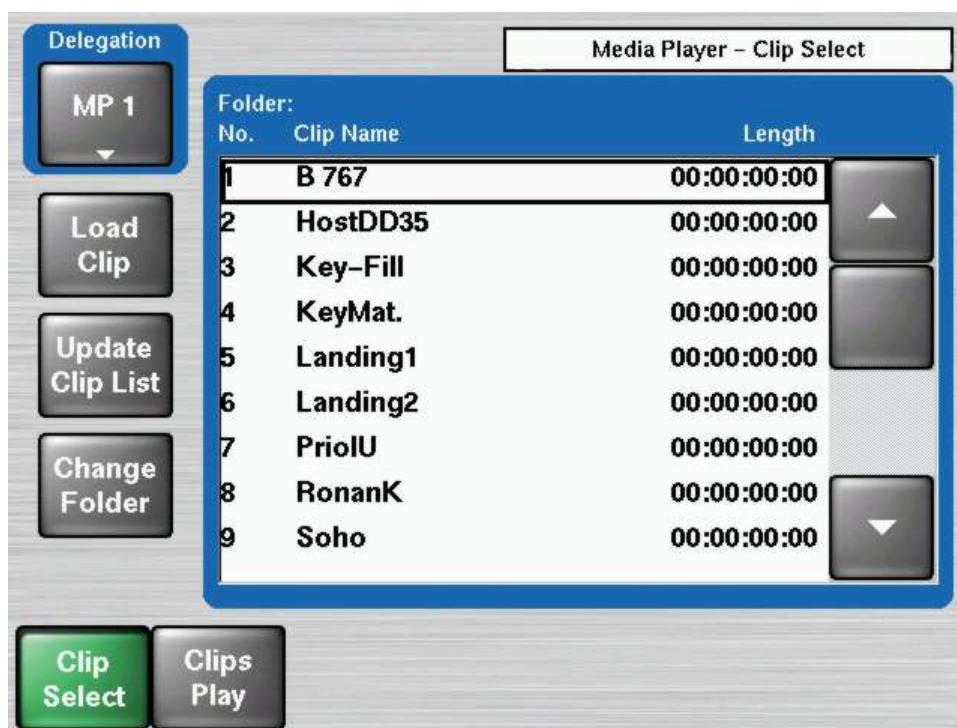 Delegation
Media Player – Clip Select
MP 1
Folder:
No. Clip Name Length
1 B 767 00:00:00:00
2 HostDD35 00:00:00:00
3 Key–Fill 00:00:00:00
4 KeyMat. 00:00:00:00
5 Landing1 00:00:00:00
6 Landing2 00:00:00:00
7 PriolU 00:00:00:00
8 RonanK 00:00:00:00
9 Soho 00:00:00:00
Load
Clip
Update
Clip List
Change
Folder
Clip
Select
Clips
Play